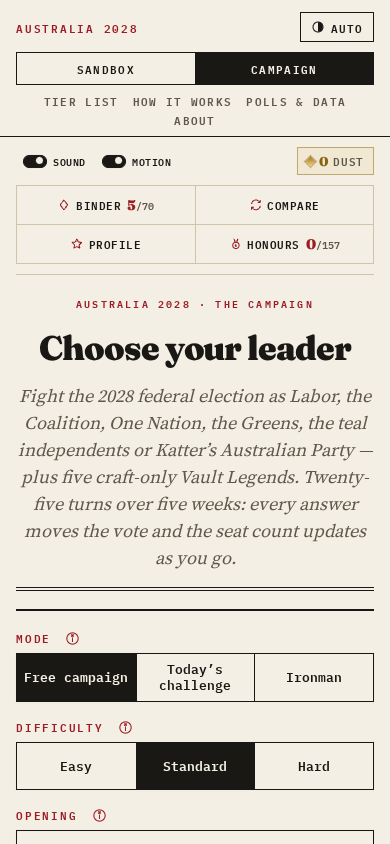 AUSTRALIA 2028
AUTO
SANDBOX
CAMPAIGN
TIER LIST HOW IT WORKS POLLS & DATA
ABOUT
SOUND MOTION
0 DUST
BINDER 5/70
COMPARE
PROFILE
HONOURS 0/157
AUSTRALIA 2028 · THE CAMPAIGN
Choose your leader
Fight the 2028 federal election as Labor, the
Coalition, One Nation, the Greens, the teal
independents or Katter’s Australian Party —
plus five craft-only Vault Legends. Twenty-
five turns over five weeks: every answer
moves the vote and the seat count updates
as you go.
MODE
Free campaign
Today’s
challenge
Ironman
DIFFICULTY
Easy
Standard
Hard
OPENING